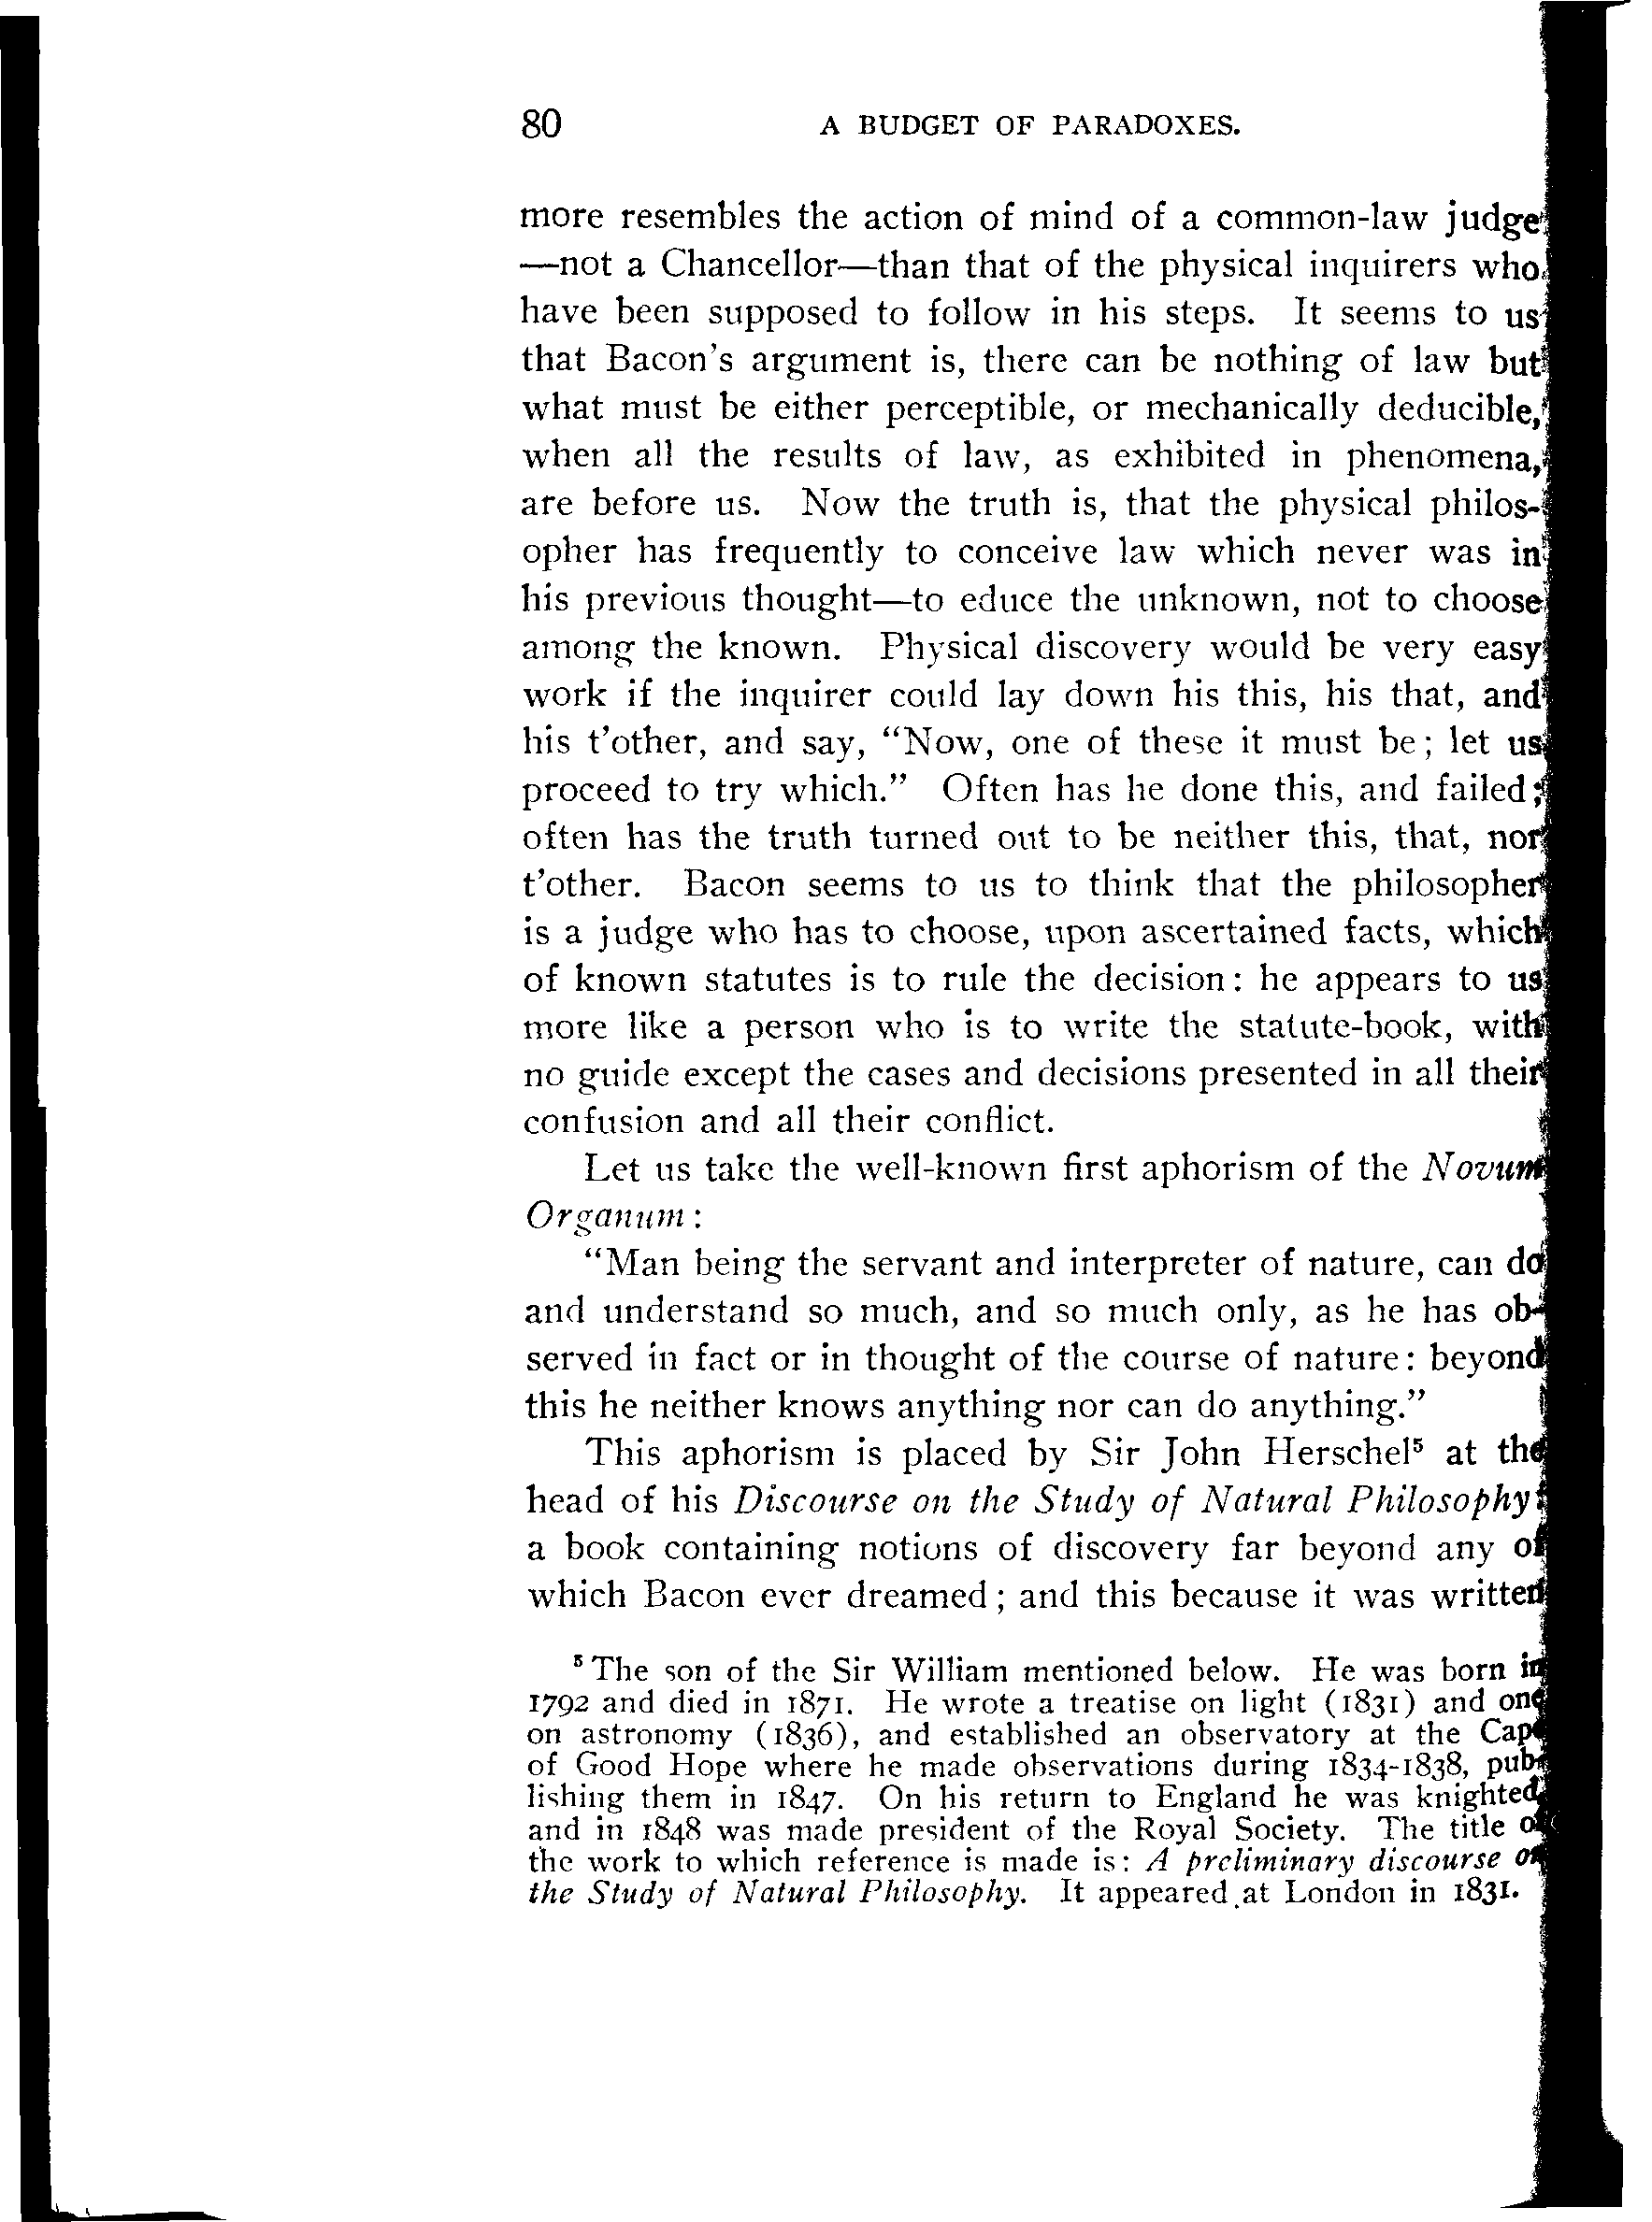 80 A BUDGET OF PARADOXES.
more resembles the action of mind of a common-law judge
—not a Chancellor—than that of the physical inquirers who
have been supposed to follow in his steps. It seems to us
that Bacon's argument is, there can be nothing of law but
what must be either perceptible, or mechanically deducible,
when all the results of law, as exhibited in phenomena,
are before us. Now the truth is, that the physical philos-
opher has frequently to conceive law which never was in
his previous thought—to educe the unknown, not to choose
among the known. Physical discovery would be very easy
work if the inquirer could lay down his this, his that, and
his t'other, and say, "Now, one of these it must be; let us
proceed to try which." Often has he done this, and failed;
often has the truth turned out to be neither this, that, nor
t'other. Bacon seems to us to think that the philosopher
is a judge who has to choose, upon ascertained facts, which
of known statutes is to rule the decision: he appears to us
more like a person who is to write the statute-book, with
no guide except the cases and decisions presented in all their
confusion and all their conflict.
Let us take the well-known first aphorism of the Novum
Organum:
"Man being the servant and interpreter of nature, can do
and understand so much, and so much only, as he has ob-
served in fact or in thought of the course of nature: beyond
this he neither knows anything nor can do anything."
This aphorism is placed by Sir John Herschel⁵ at the
head of his Discourse on the Study of Natural Philosophy:
a book containing notions of discovery far beyond any of
which Bacon ever dreamed; and this because it was written
⁵ The son of the Sir William mentioned below. He was born in
1792 and died in 1871. He wrote a treatise on light (1831) and one
on astronomy (1836), and established an observatory at the Cape
of Good Hope where he made observations during 1834-1838, pub-
lishing them in 1847. On his return to England he was knighted,
and in 1848 was made president of the Royal Society. The title of
the work to which reference is made is: A preliminary discourse on
the Study of Natural Philosophy. It appeared at London in 1831.